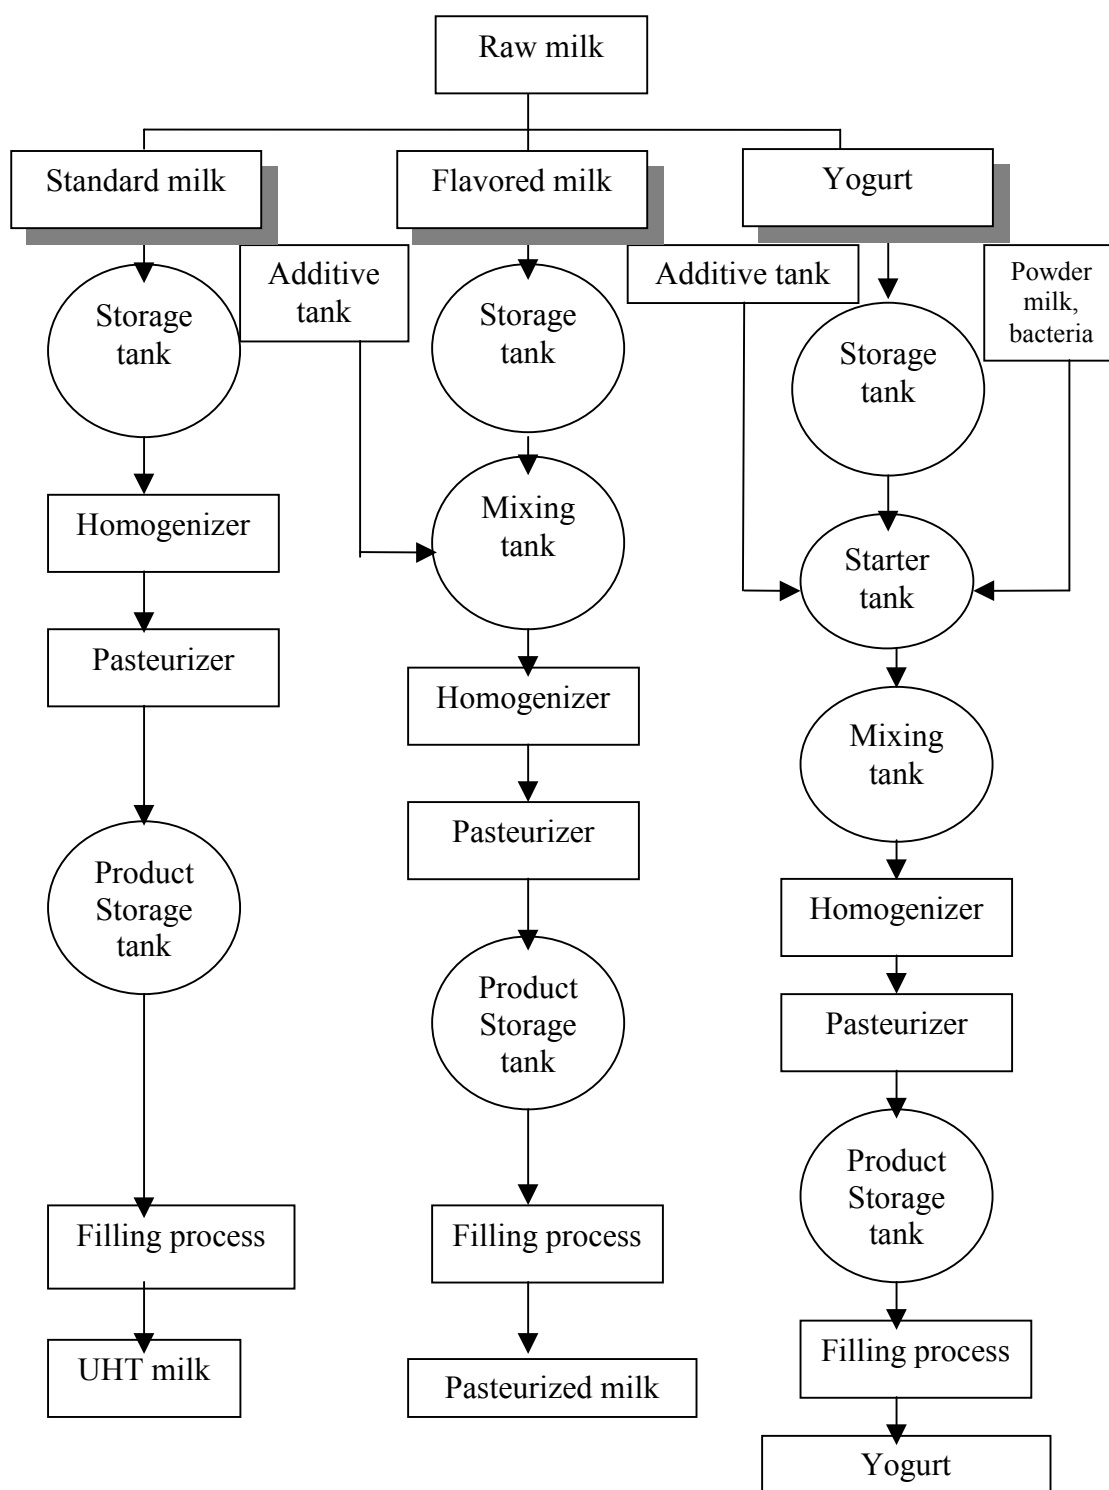 Raw milk
Standard milk
Flavored milk
Yogurt
Storage
tank
Additive
tank
Storage
tank
Additive tank
Storage
tank
Powder
milk,
bacteria
Homogenizer
Mixing
tank
Starter
tank
Pasteurizer
Homogenizer
Mixing
tank
Product
Storage
tank
Pasteurizer
Homogenizer
Product
Storage
tank
Pasteurizer
Product
Storage
tank
Filling process
Filling process
Filling process
UHT milk
Pasteurized milk
Yogurt